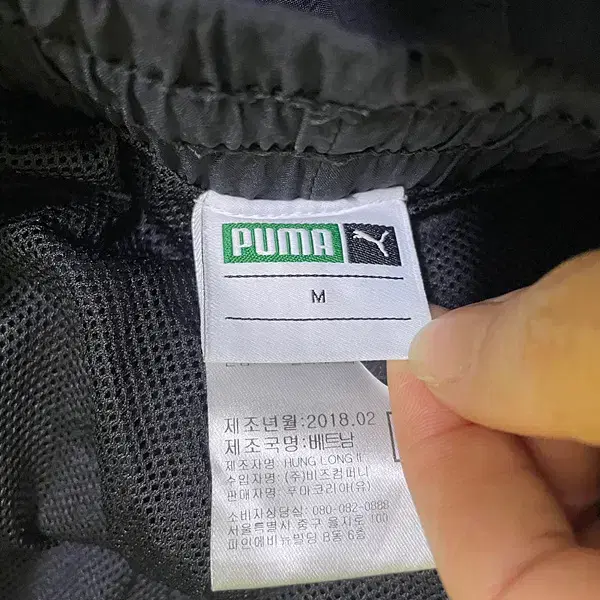 PUMA
M
제조년월:2018.02
제조국명:베트남
제조자명: HUNG LONG II
수입자명: (주)비즈컴퍼니
판매자명: 푸마코리아(유)
소비자상담실: 080-082-0888
서울특별시 중구 을지로 100
파인에비뉴빌딩 B동 6층